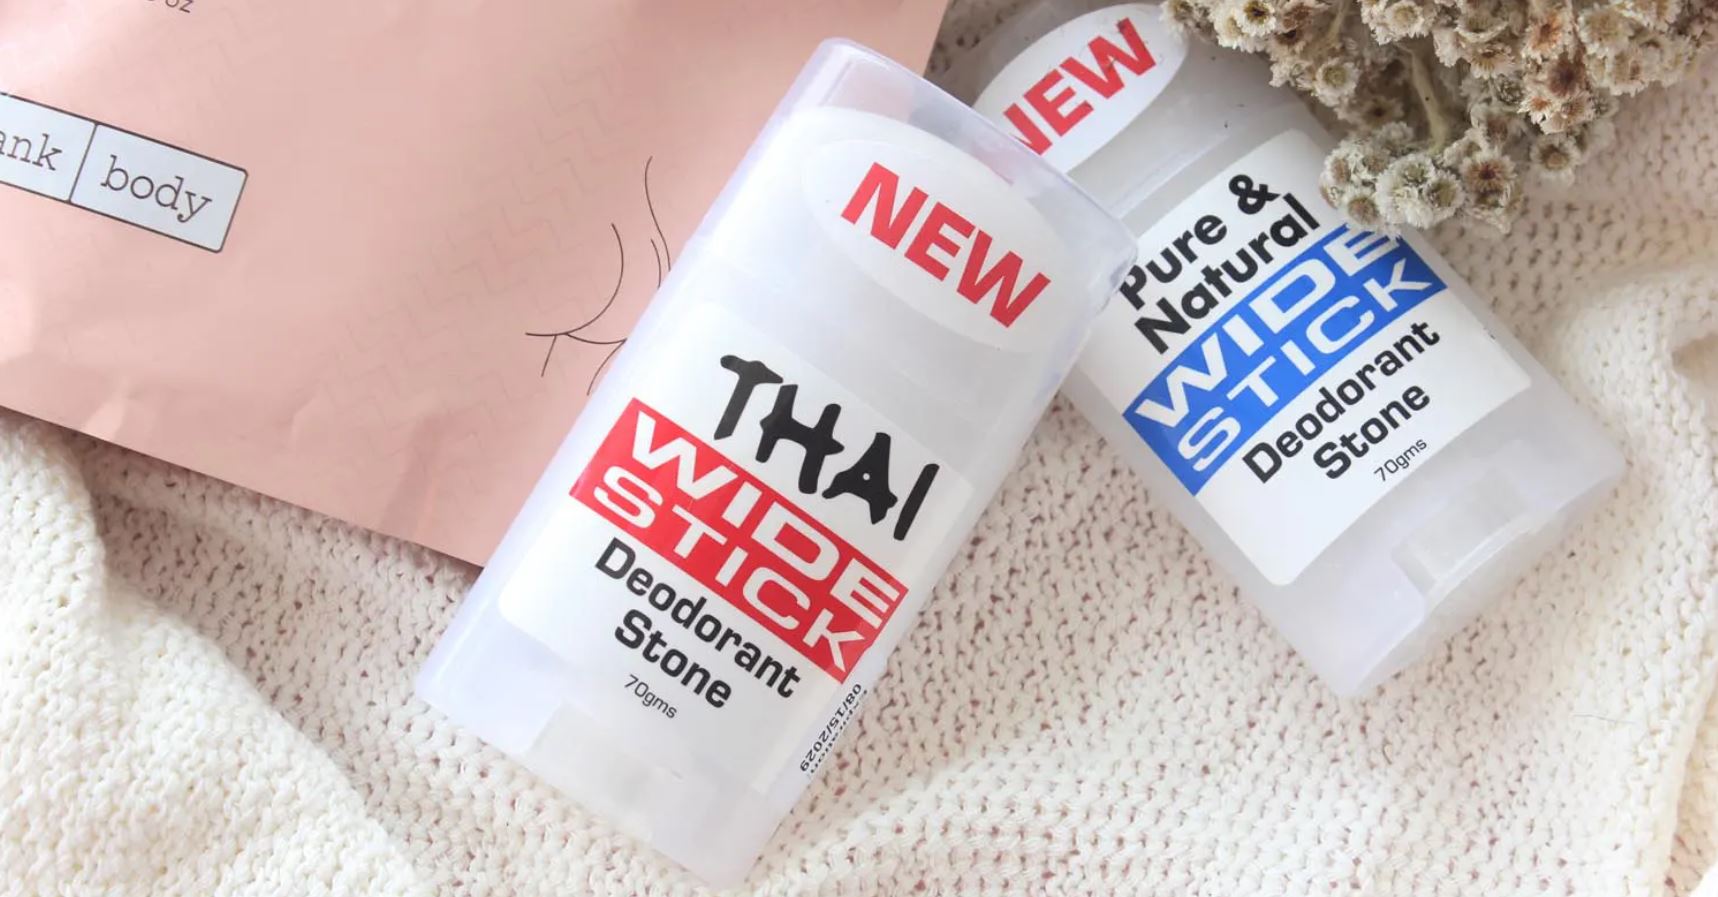 oz
ank body
NEW
THAI
WIDE
STICK
Deodorant
Stone
70gms
08/15/2029
NEW
Pure &
Natural
WIDE
STICK
Deodorant
Stone
70gms